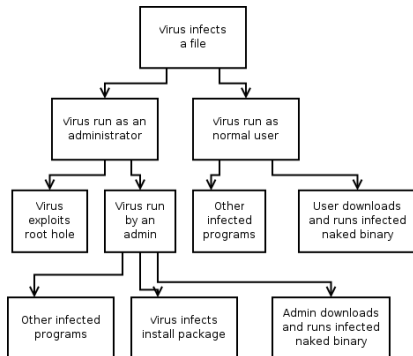 virus infects
a file
virus run as an
administrator
virus run as
normal user
Virus
exploits
root hole
Virus run
by an
admin
Other
infected
programs
User downloads
and runs infected
naked binary
Other infected
programs
virus infects
install package
Admin downloads
and runs infected
naked binary